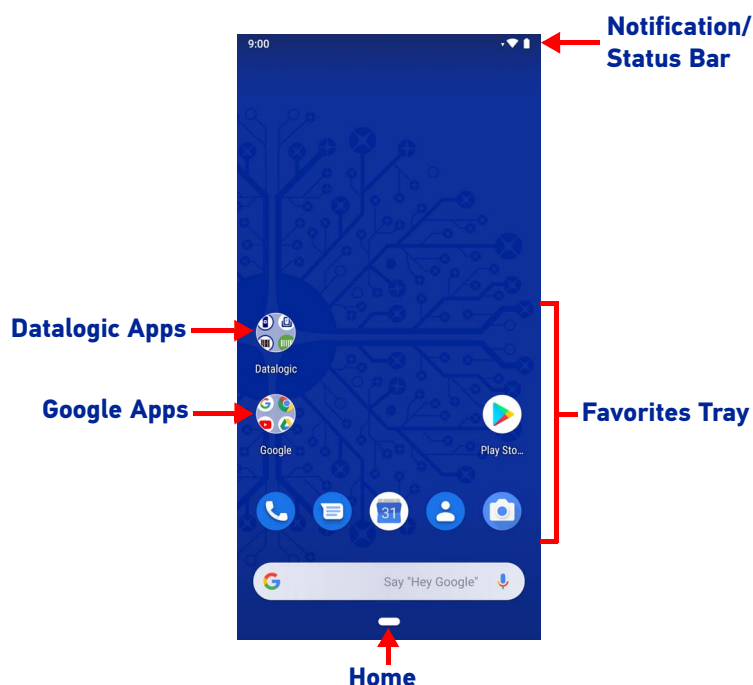 Notification/
Status Bar
9:00
Datalogic Apps
Datalogic
Google Apps
Google
Play Sto...
Favorites Tray
31
Say "Hey Google"
Home